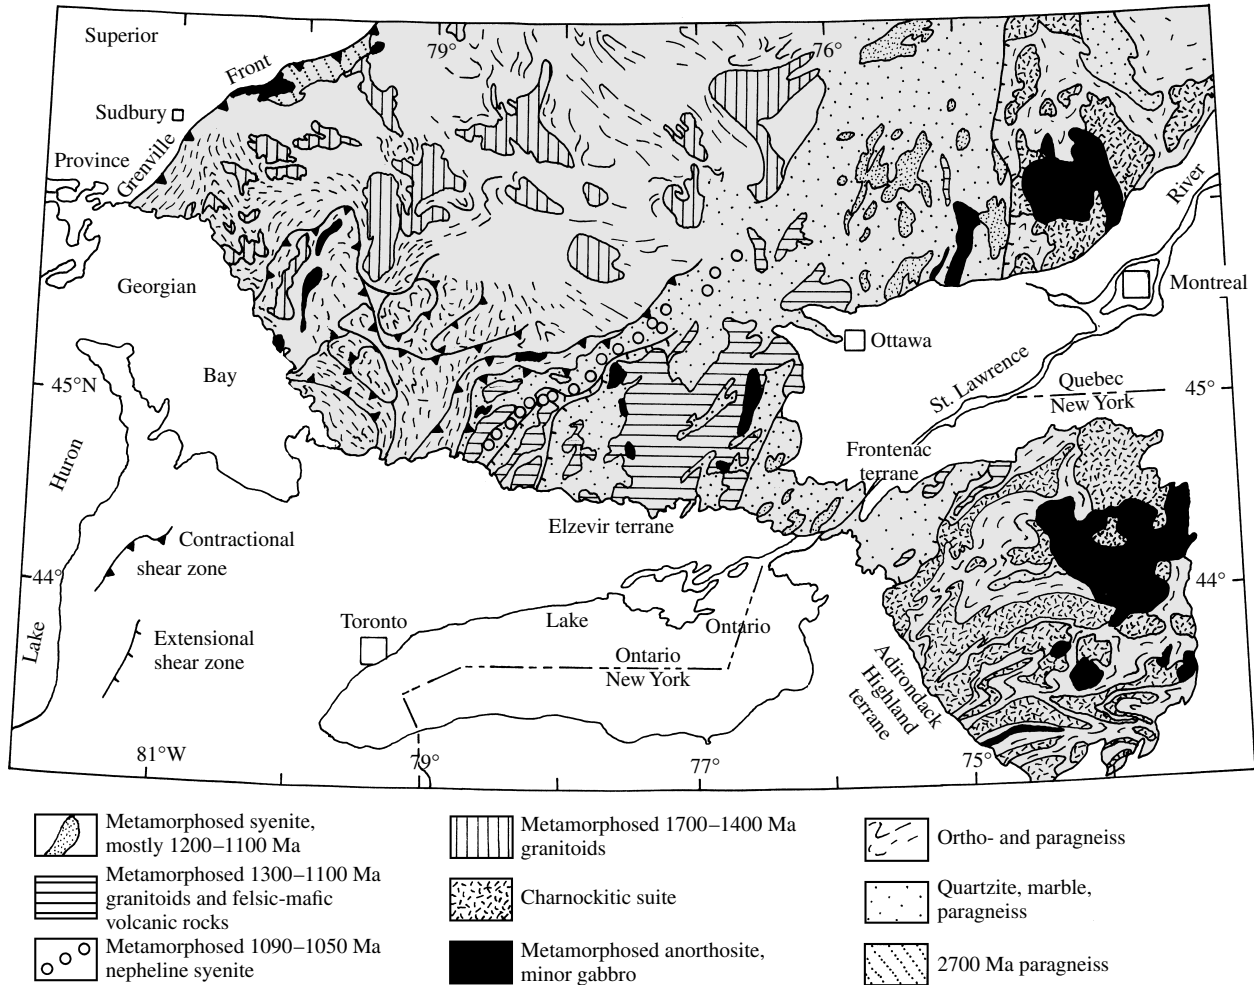 Superior
79°
76°
Front
Sudbury
Grenville
Province
River
Georgian
Montreal
Ottawa
45°N
Bay
St. Lawrence
Quebec
45°
New York
Huron
Frontenac
terrane
Elzevir terrane
Contractional
shear zone
44°
44°
Toronto
Lake
Ontario
Extensional
shear zone
Lake
Ontario
New York
Adirondack
Highland
terrane
81°W
79°
77°
75°
Metamorphosed syenite,
mostly 1200–1100 Ma
Metamorphosed 1300–1100 Ma
granitoids and felsic-mafic
volcanic rocks
Metamorphosed 1090–1050 Ma
nepheline syenite
Metamorphosed 1700–1400 Ma
granitoids
Charnockitic suite
Metamorphosed anorthosite,
minor gabbro
Ortho- and paragneiss
Quartzite, marble,
paragneiss
2700 Ma paragneiss